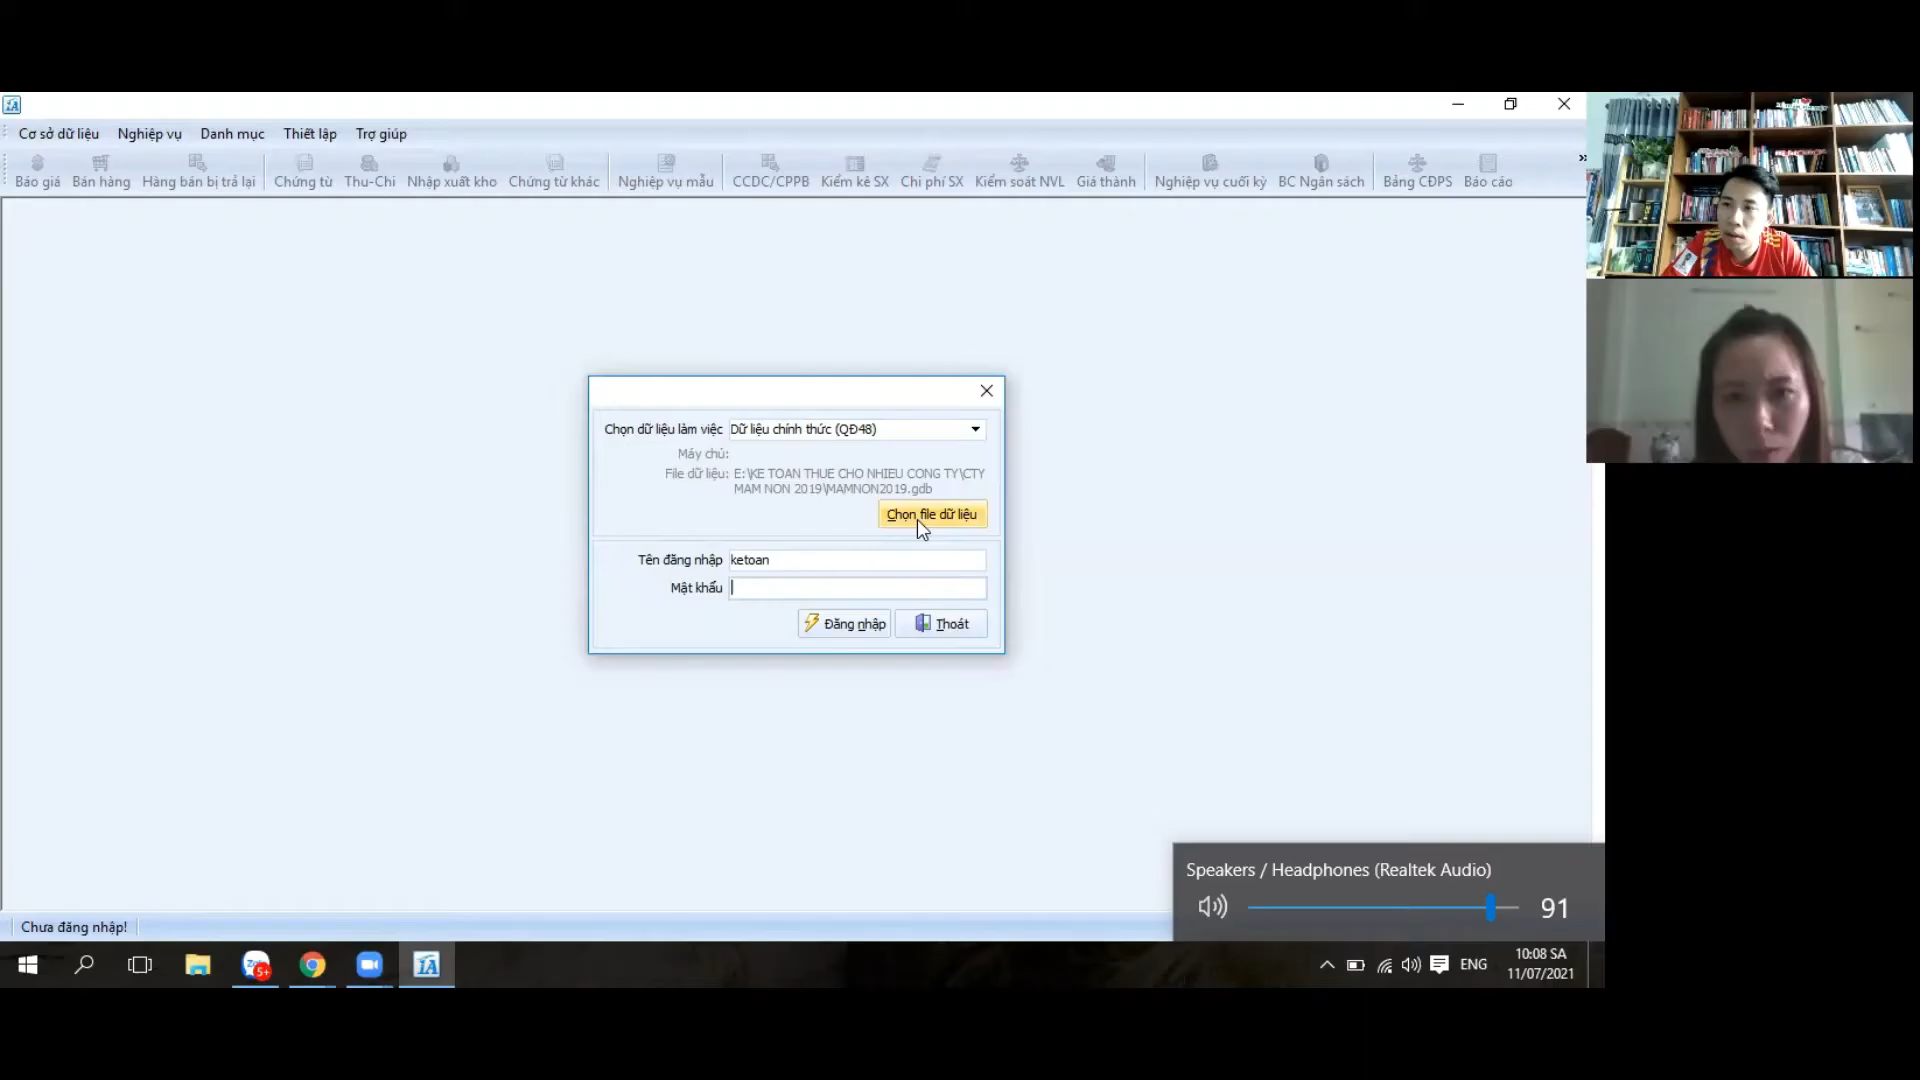 Cơ sở dữ liệu Nghiệp vụ Danh mục Thiết lập Trợ giúp
Báo giá Bán hàng Hàng bán bị trả lại Chứng từ Thu-Chi Nhập xuất kho Chứng từ khác Nghiệp vụ mẫu CCDC/CPPB Kiểm kê SX Chi phí SX Kiểm soát NVL Giá thành Nghiệp vụ cuối kỳ BC Ngân sách Bảng CĐPS Báo cáo
Chọn dữ liệu làm việc Dữ liệu chính thức (QĐ48)
Máy chủ:
File dữ liệu: E:\KE TOAN THUE CHO NHIEU CONG TY\CTY
MAM NON 2019\MAMNON2019.gdb
Chọn file dữ liệu
Tên đăng nhập ketoan
Mật khẩu
Đăng nhập Thoát
Speakers / Headphones (Realtek Audio)
91
Chưa đăng nhập!
5+
iA
ENG
10:08 SA
11/07/2021